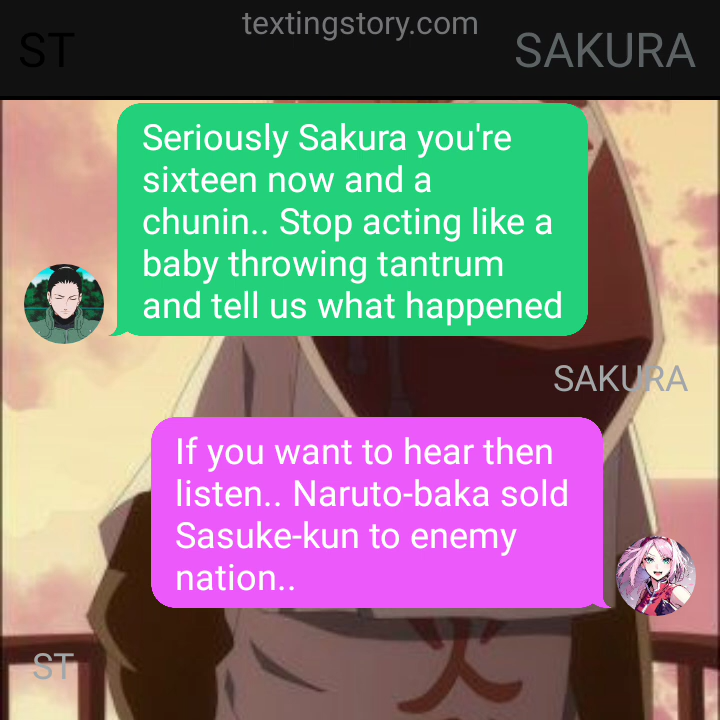 textingstory.com
ST
SAKURA
Seriously Sakura you're
sixteen now and a
chunin.. Stop acting like a
baby throwing tantrum
and tell us what happened
SAKURA
If you want to hear then
listen.. Naruto-baka sold
Sasuke-kun to enemy
nation..
ST
火